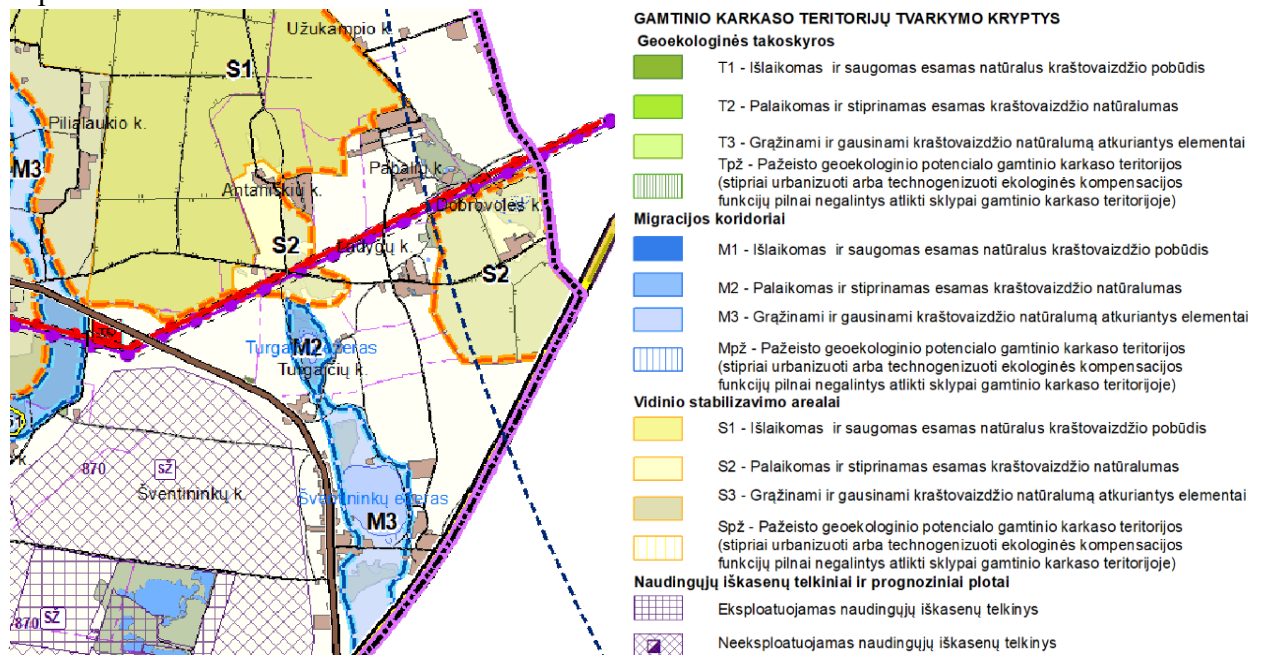 Užukampio k.
S1
Pilialaukio k.
M3
Antaniškių k.
Papalių k.
Dobrovolės k.
S2
Ladygų k.
S2
M2
Turgaičių k.
870
SŽ
Šventininkų k.
Šventininkų ežeras
M3
870
SŽ
GAMTINIO KARKASO TERITORIJŲ TVARKYMO KRYPTYS
Geoekologinės takoskyros
T1 - Išlaikomas ir saugomas esamas natūralus kraštovaizdžio pobūdis
T2 - Palaikomas ir stiprinamas esamas kraštovaizdžio natūralumas
T3 - Grąžinami ir gausinami kraštovaizdžio natūralumą atkuriantys elementai
Tpž - Pažeisto geoekologinio potencialo gamtinio karkaso teritorijos
(stipriai urbanizuoti arba technogenizuoti ekologinės kompensacijos
funkcijų pilnai negalintys atlikti sklypai gamtinio karkaso teritorijoje)
Migracijos koridoriai
M1 - Išlaikomas ir saugomas esamas natūralus kraštovaizdžio pobūdis
M2 - Palaikomas ir stiprinamas esamas kraštovaizdžio natūralumas
M3 - Grąžinami ir gausinami kraštovaizdžio natūralumą atkuriantys elementai
Mpž - Pažeisto geoekologinio potencialo gamtinio karkaso teritorijos
(stipriai urbanizuoti arba technogenizuoti ekologinės kompensacijos
funkcijų pilnai negalintys atlikti sklypai gamtinio karkaso teritorijoje)
Vidinio stabilizavimo arealai
S1 - Išlaikomas ir saugomas esamas natūralus kraštovaizdžio pobūdis
S2 - Palaikomas ir stiprinamas esamas kraštovaizdžio natūralumas
S3 - Grąžinami ir gausinami kraštovaizdžio natūralumą atkuriantys elementai
Spž - Pažeisto geoekologinio potencialo gamtinio karkaso teritorijos
(stipriai urbanizuoti arba technogenizuoti ekologinės kompensacijos
funkcijų pilnai negalintys atlikti sklypai gamtinio karkaso teritorijoje)
Naudingųjų iškasenų telkiniai ir prognoziniai plotai
Eksploatuojamas naudingųjų iškasenų telkinys
Neeksploatuojamas naudingųjų iškasenų telkinys